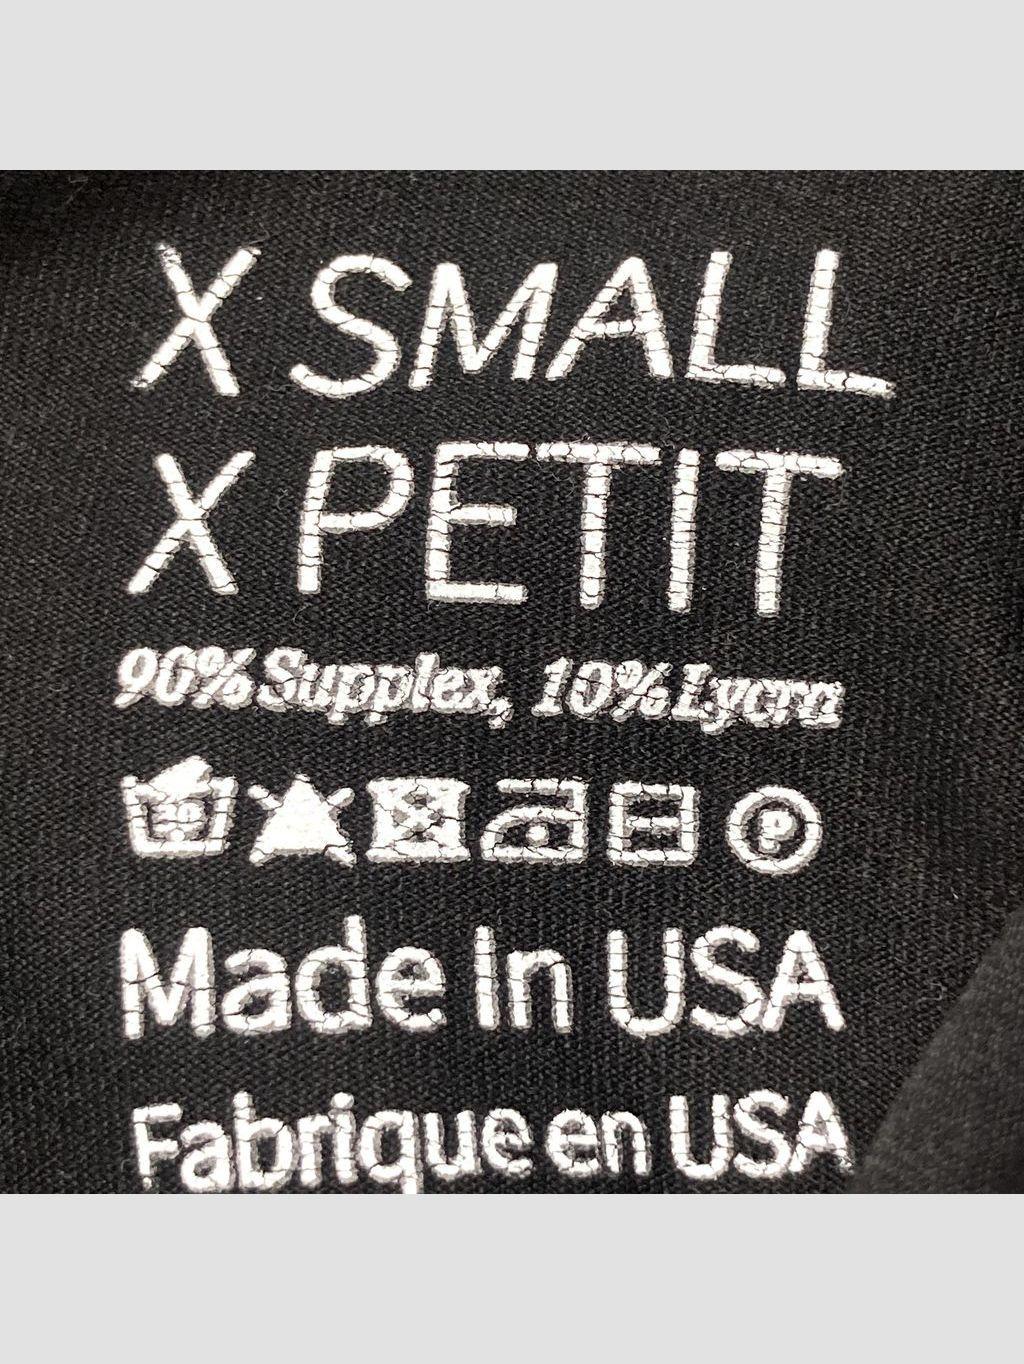 X SMALL
X PETIT
90% Supplex, 10% Lycra
P
Made In USA
Fabrique en USA